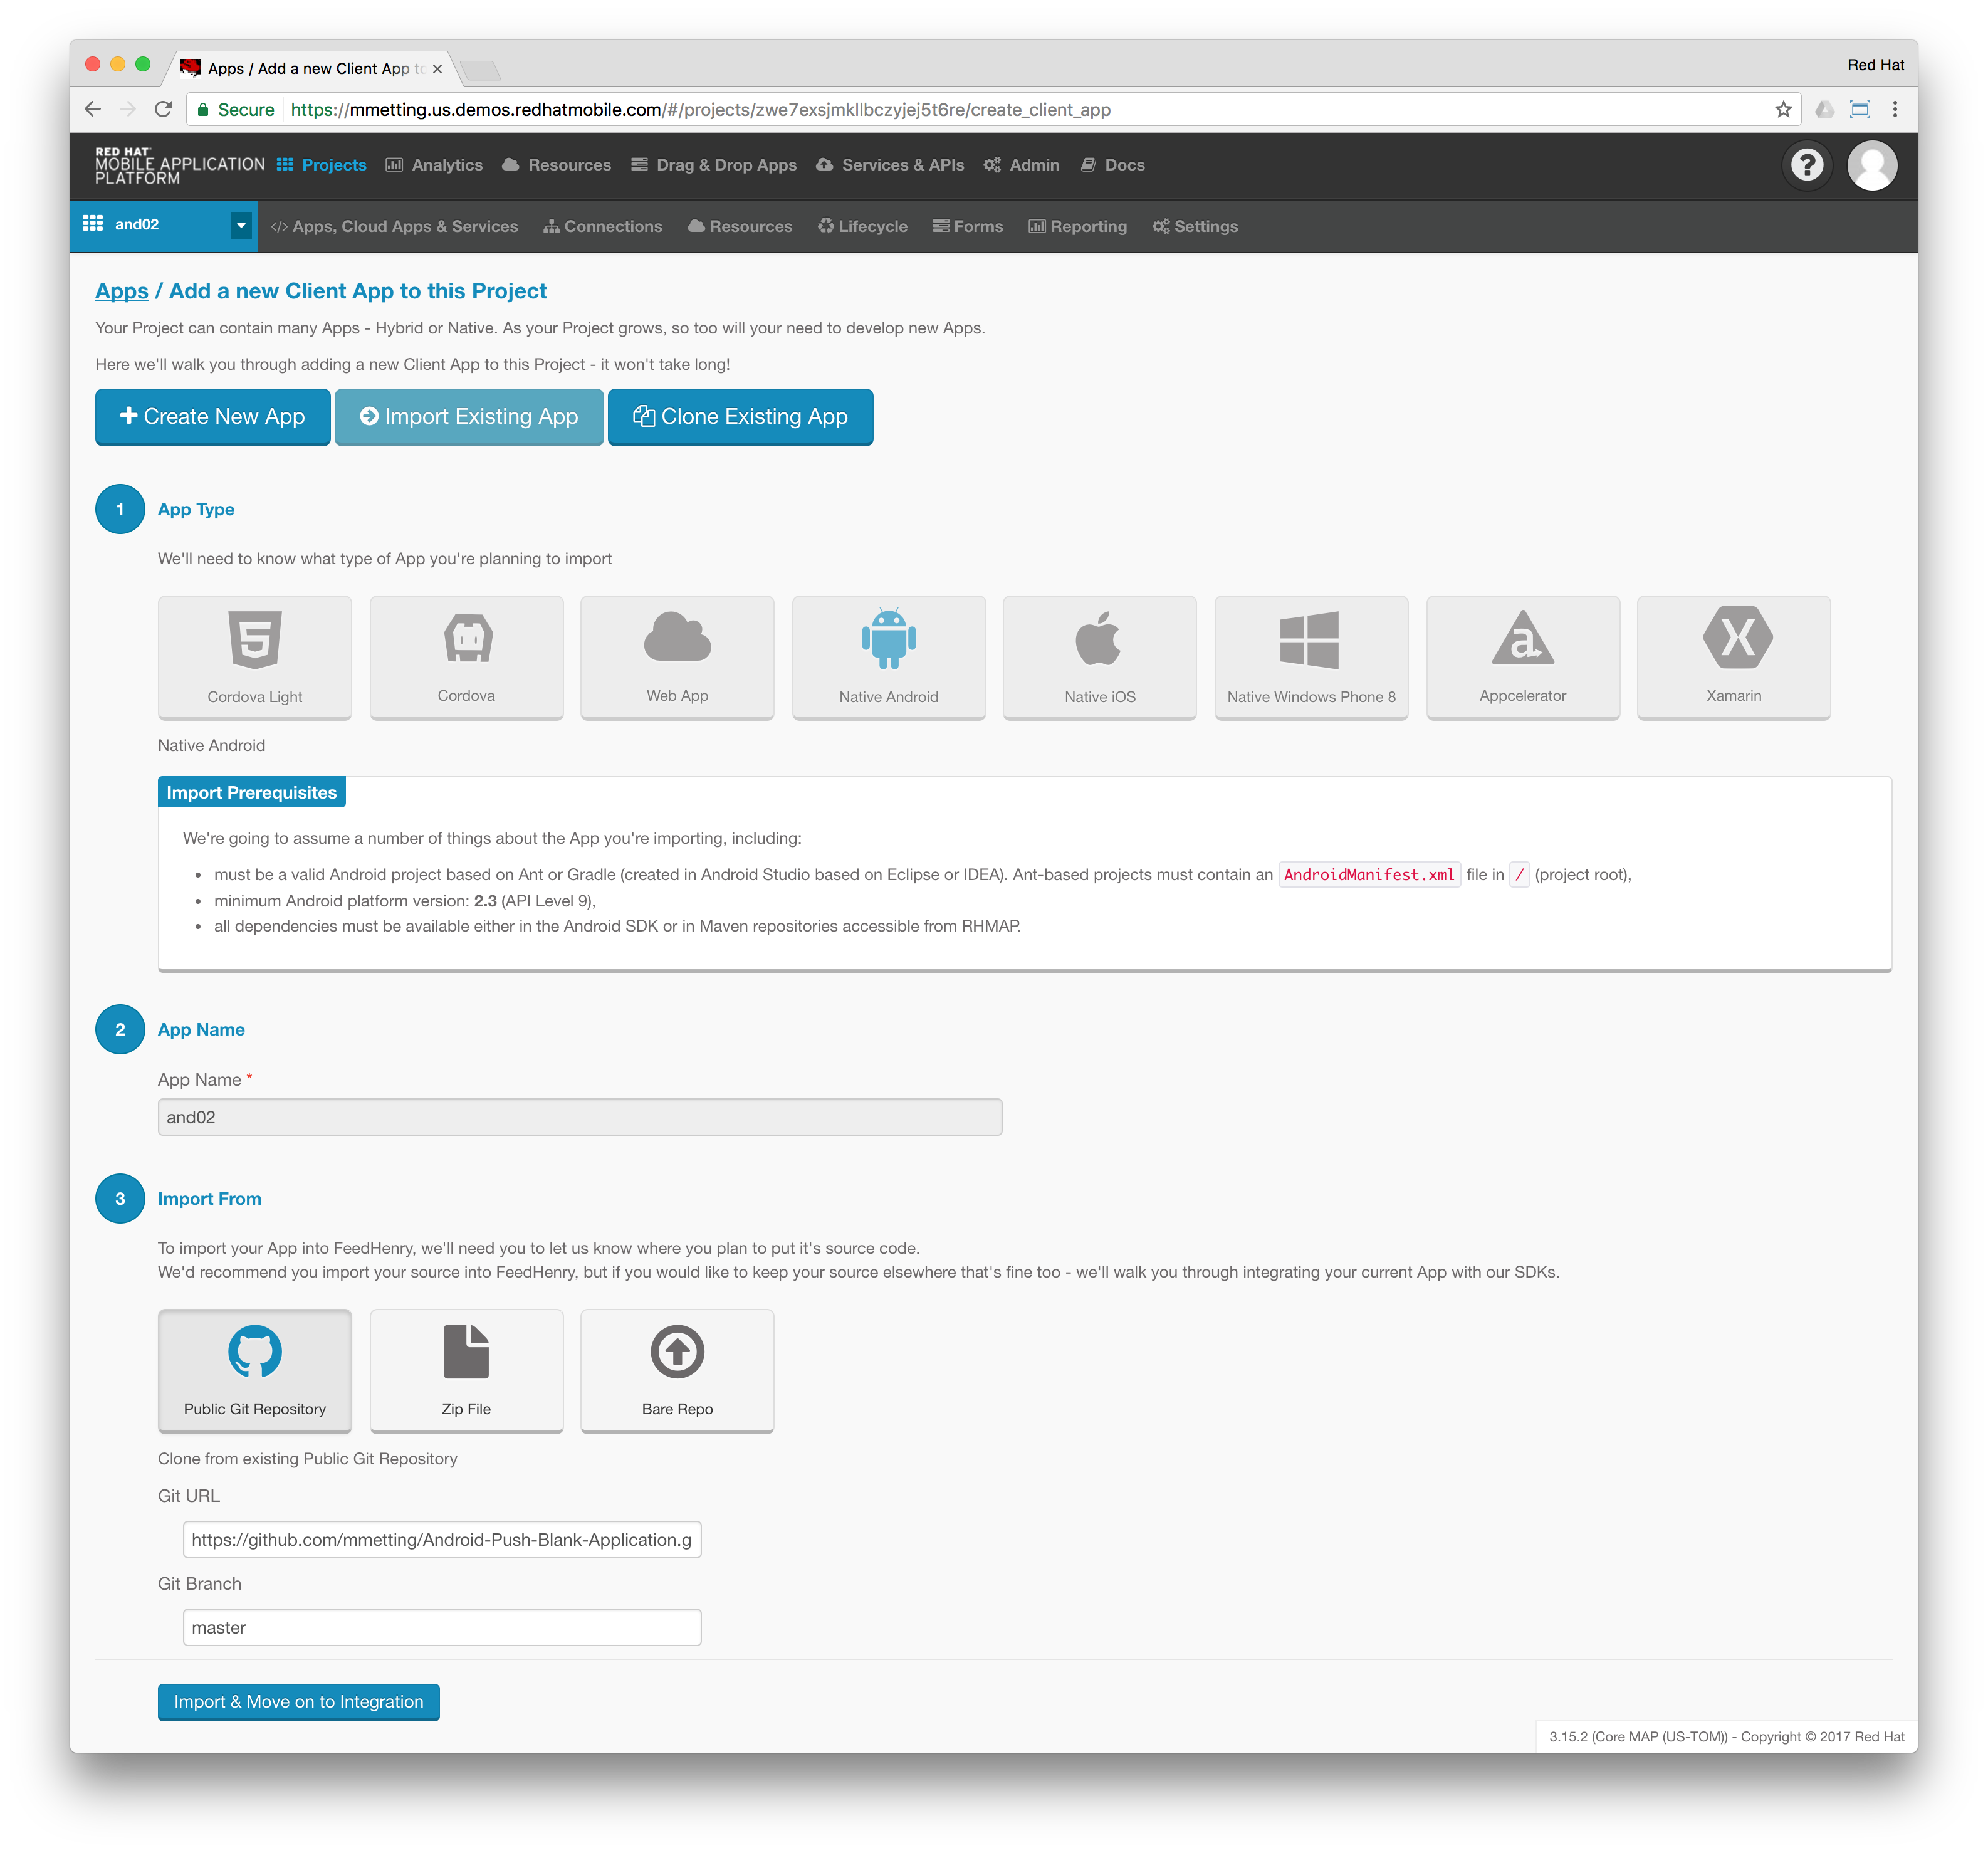 Apps / Add a new Client App to
Red Hat
Secure https://mmetting.us.demos.redhatmobile.com/#/projects/zwe7exsjmkllbczyjej5t6re/create_client_app
RED HAT
MOBILE APPLICATION
PLATFORM
Projects Analytics Resources Drag & Drop Apps Services & APIs Admin Docs
and02 Apps, Cloud Apps & Services Connections Resources Lifecycle Forms Reporting Settings
Apps / Add a new Client App to this Project
Your Project can contain many Apps - Hybrid or Native. As your Project grows, so too will your need to develop new Apps.
Here we'll walk you through adding a new Client App to this Project - it won't take long!
Create New App Import Existing App Clone Existing App
1 App Type
We'll need to know what type of App you're planning to import
Cordova Light Cordova Web App Native Android Native iOS Native Windows Phone 8 Appcelerator Xamarin
Native Android
Import Prerequisites
We're going to assume a number of things about the App you're importing, including:
• must be a valid Android project based on Ant or Gradle (created in Android Studio based on Eclipse or IDEA). Ant-based projects must contain an AndroidManifest.xml file in / (project root),
• minimum Android platform version: 2.3 (API Level 9),
• all dependencies must be available either in the Android SDK or in Maven repositories accessible from RHMAP.
2 App Name
App Name *
and02
3 Import From
To import your App into FeedHenry, we'll need you to let us know where you plan to put it's source code.
We'd recommend you import your source into FeedHenry, but if you would like to keep your source elsewhere that's fine too - we'll walk you through integrating your current App with our SDKs.
Public Git Repository Zip File Bare Repo
Clone from existing Public Git Repository
Git URL
https://github.com/mmetting/Android-Push-Blank-Application.g
Git Branch
master
Import & Move on to Integration
3.15.2 (Core MAP (US-TOM)) - Copyright © 2017 Red Hat